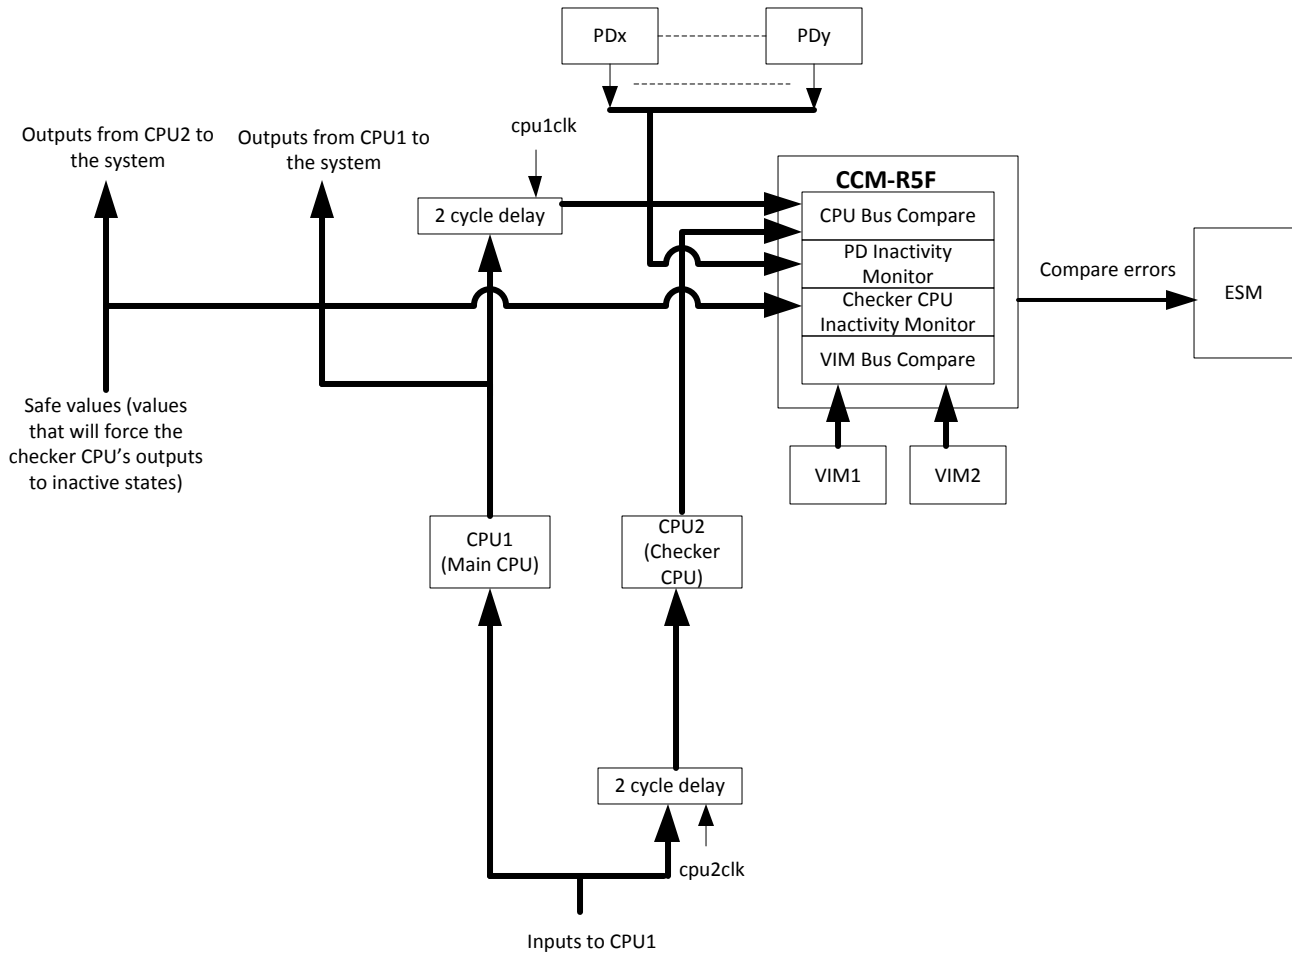 PDx
PDy
Outputs from CPU2 to
the system
Outputs from CPU1 to
the system
cpu1clk
2 cycle delay
CCM-R5F
CPU Bus Compare
PD Inactivity
Monitor
Checker CPU
Inactivity Monitor
VIM Bus Compare
Compare errors
ESM
Safe values (values
that will force the
checker CPU’s outputs
to inactive states)
VIM1
VIM2
CPU1
(Main CPU)
CPU2
(Checker
CPU)
2 cycle delay
cpu2clk
Inputs to CPU1